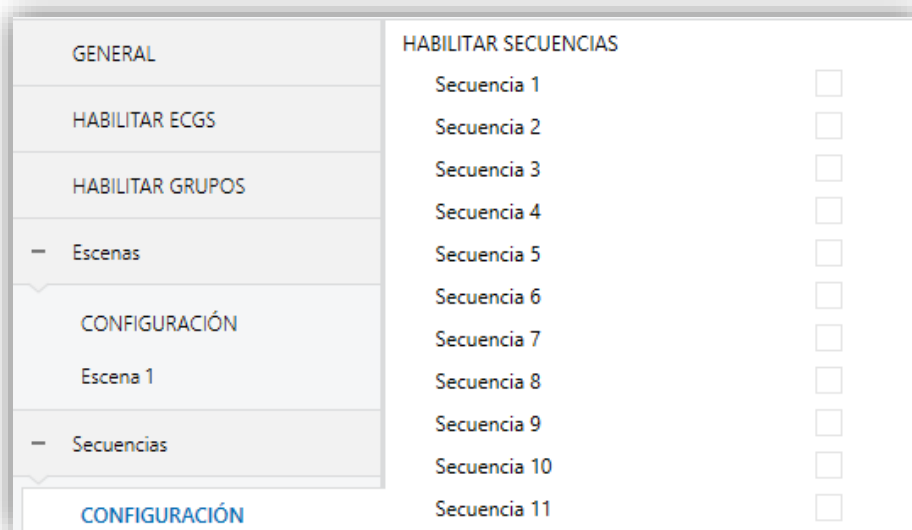 GENERAL
HABILITAR ECGS
HABILITAR GRUPOS
− Escenas
CONFIGURACIÓN
Escena 1
− Secuencias
CONFIGURACIÓN
HABILITAR SECUENCIAS
Secuencia 1
Secuencia 2
Secuencia 3
Secuencia 4
Secuencia 5
Secuencia 6
Secuencia 7
Secuencia 8
Secuencia 9
Secuencia 10
Secuencia 11